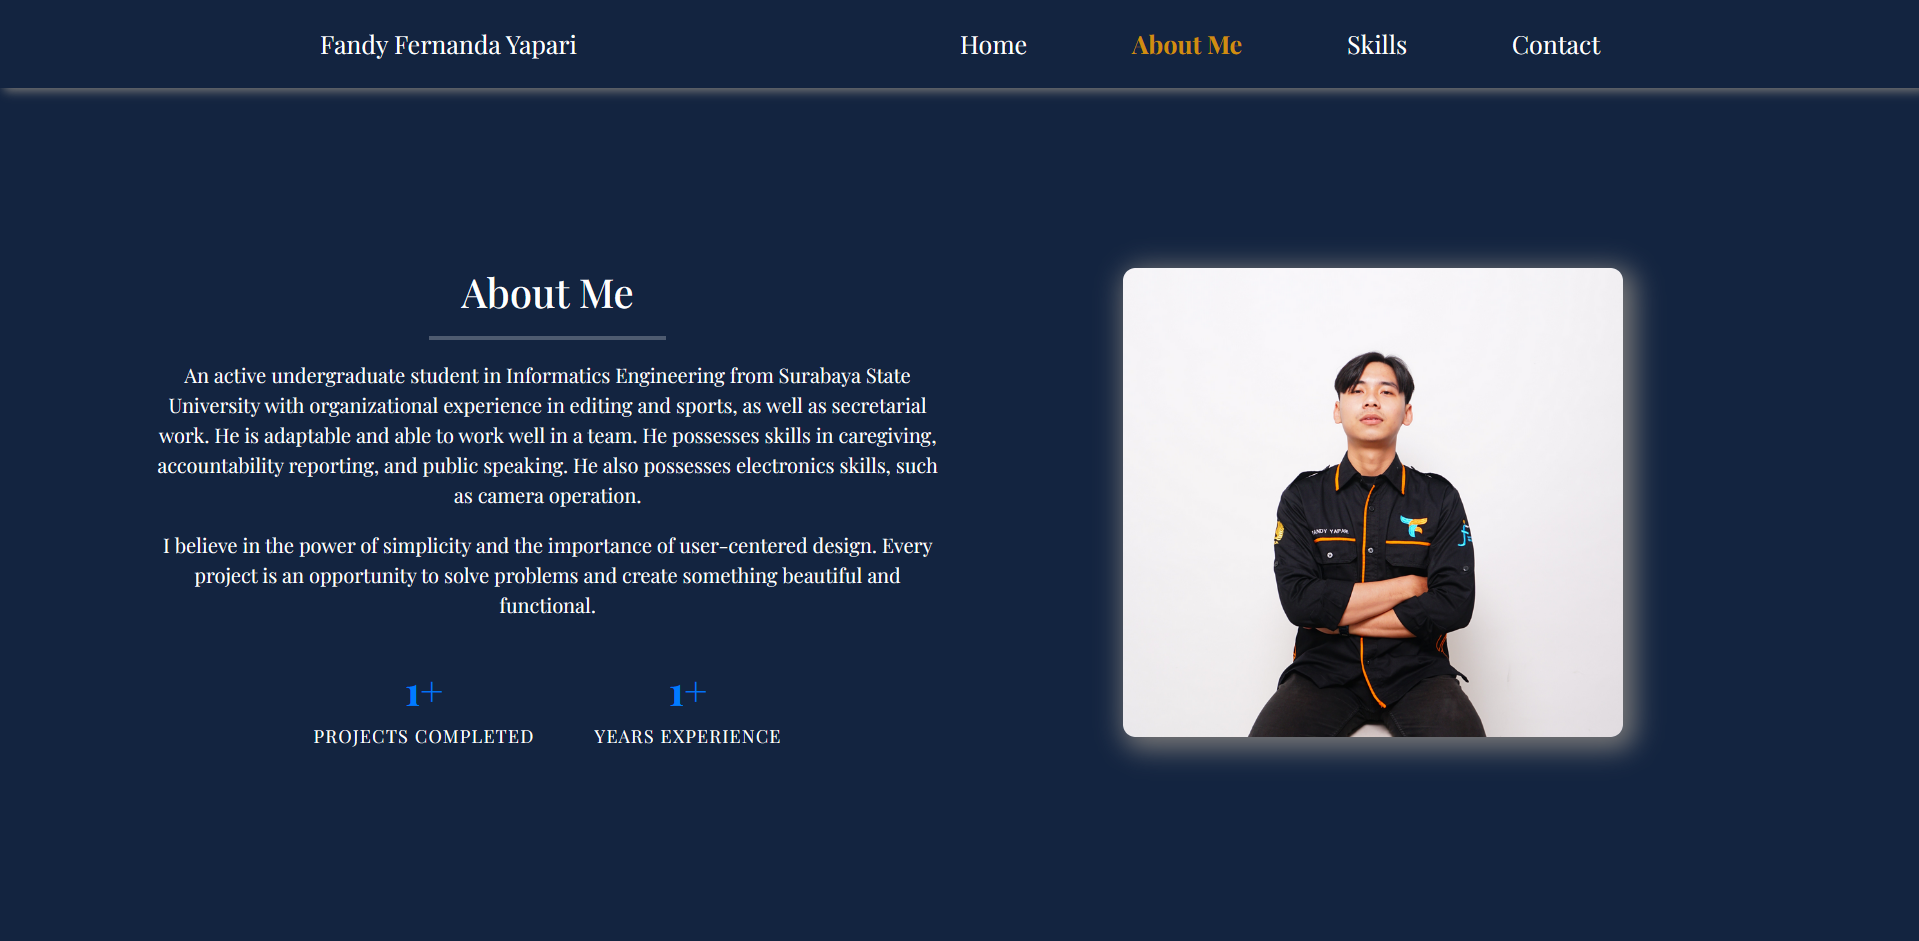 Fandy Fernanda Yapari
Home
About Me
Skills
Contact
About Me
An active undergraduate student in Informatics Engineering from Surabaya State
University with organizational experience in editing and sports, as well as secretarial
work. He is adaptable and able to work well in a team. He possesses skills in caregiving,
accountability reporting, and public speaking. He also possesses electronics skills, such
as camera operation.
I believe in the power of simplicity and the importance of user-centered design. Every
project is an opportunity to solve problems and create something beautiful and
functional.
1+
PROJECTS COMPLETED
1+
YEARS EXPERIENCE
FANDY YAPARI